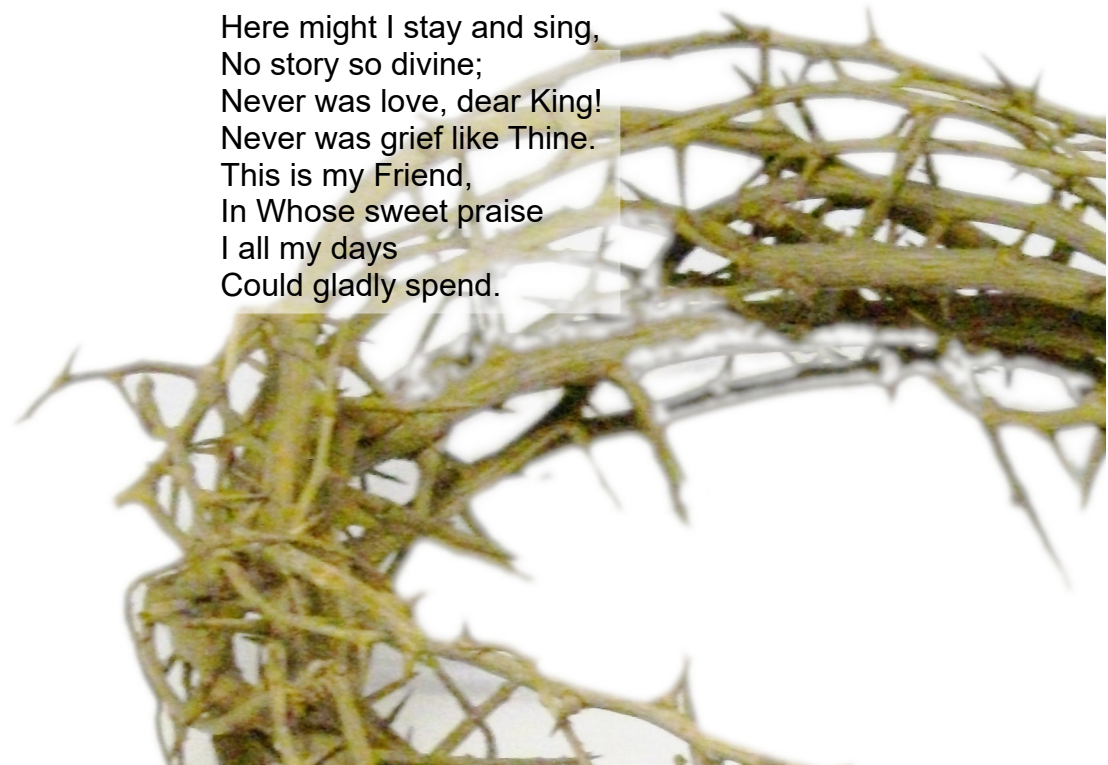 Here might I stay and sing,
No story so divine;
Never was love, dear King!
Never was grief like Thine.
This is my Friend,
In Whose sweet praise
I all my days
Could gladly spend.